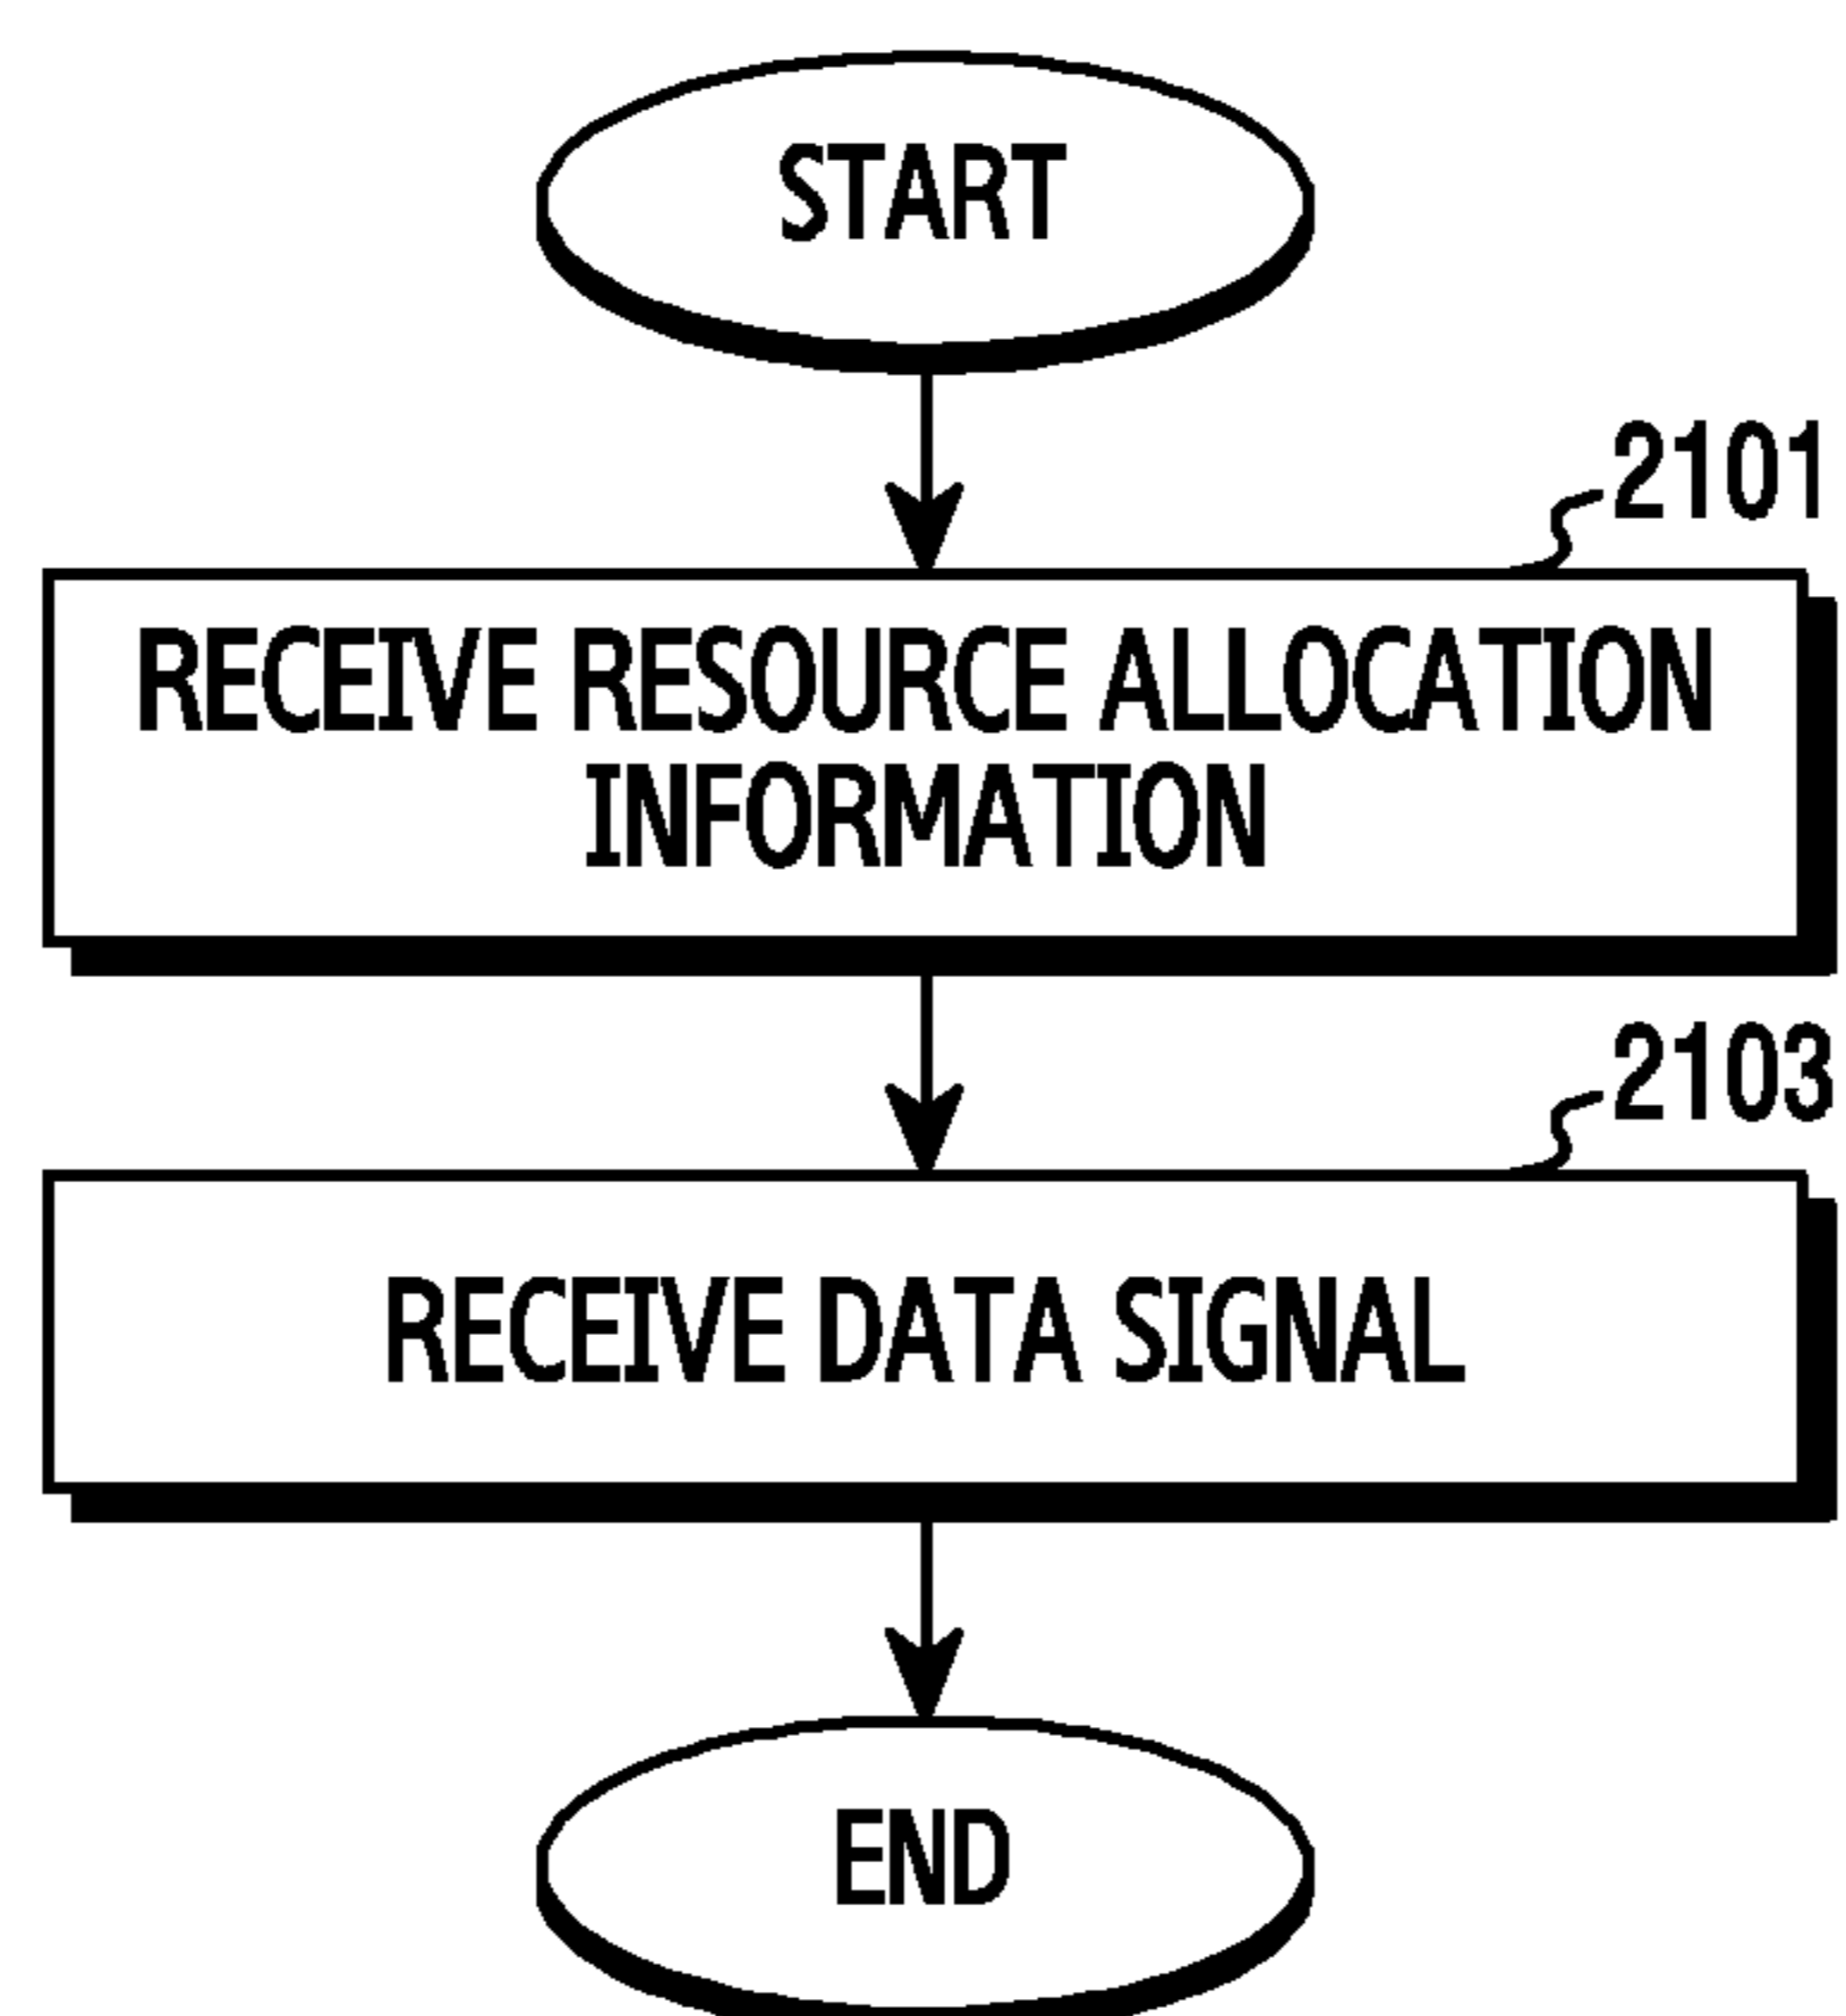 START
2101
RECEIVE RESOURCE ALLOCATION
INFORMATION
2103
RECEIVE DATA SIGNAL
END